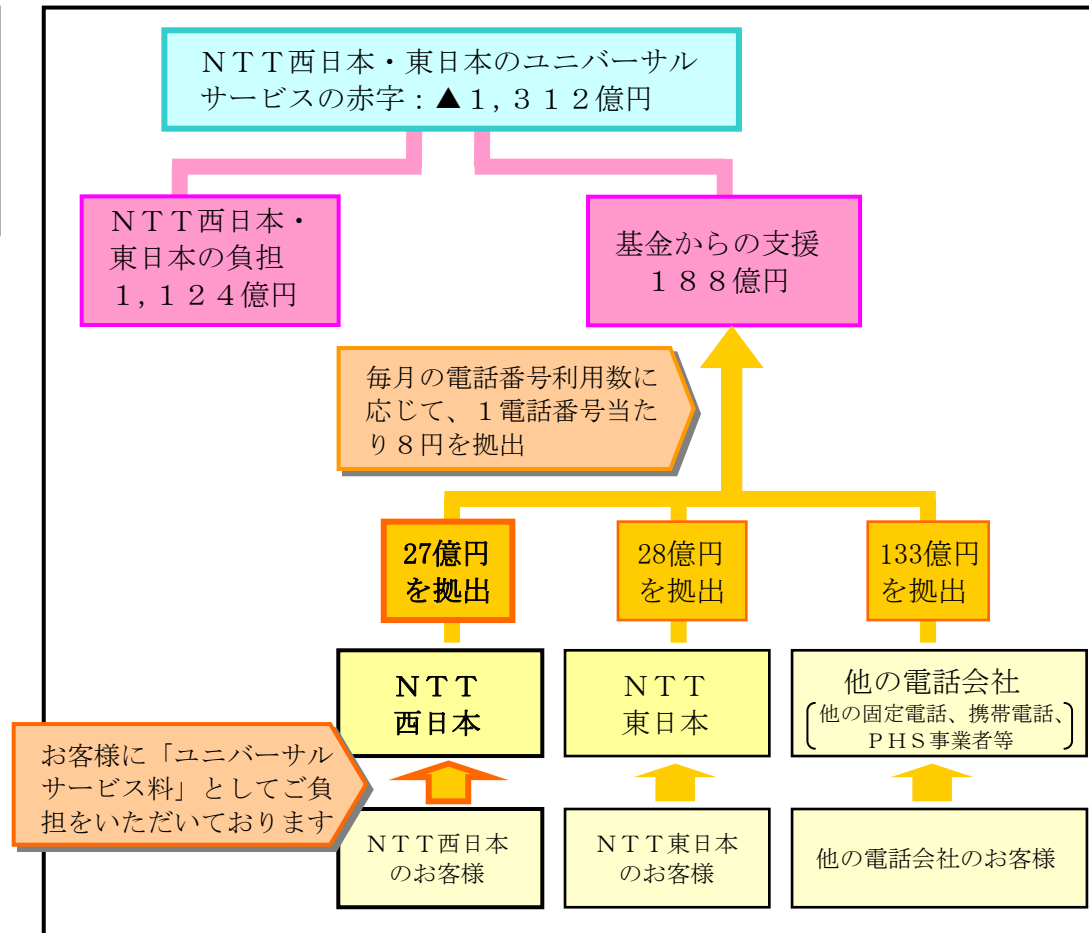 ＮＴＴ西日本・東日本のユニバーサル
サービスの赤字：▲１,３１２億円
ＮＴＴ西日本・
東日本の負担
１,１２４億円
基金からの支援
１８８億円
毎月の電話番号利用数に
応じて、１電話番号当た
り８円を拠出
27億円
を拠出
28億円
を拠出
133億円
を拠出
ＮＴＴ
西日本
ＮＴＴ
東日本
他の電話会社
他の固定電話、携帯電話、
ＰＨＳ事業者等
お客様に「ユニバーサル
サービス料」としてご負
担をいただいております
ＮＴＴ西日本
のお客様
ＮＴＴ東日本
のお客様
他の電話会社のお客様